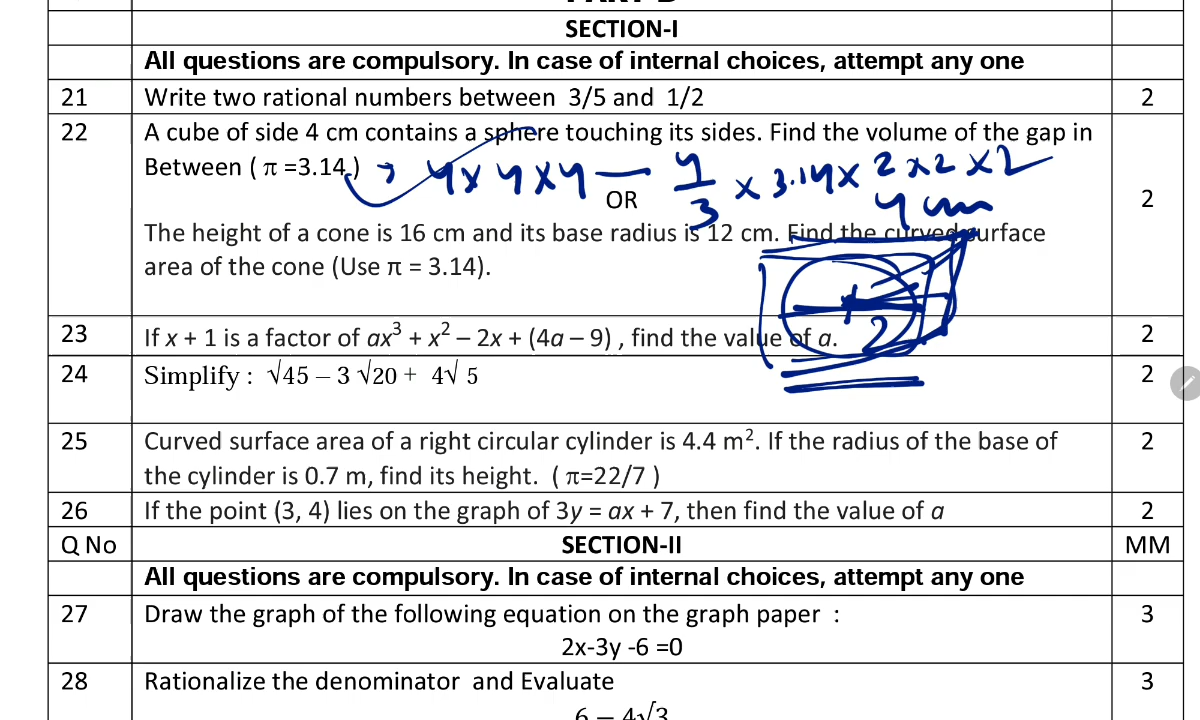 SECTION-I
All questions are compulsory. In case of internal choices, attempt any one
21 Write two rational numbers between 3/5 and 1/2 2
22 A cube of side 4 cm contains a sphere touching its sides. Find the volume of the gap in
Between ( π =3.14 )
4 x 4 x 4 – 4/3 x 3.14 x 2 x 2 x 2
OR 2
4 cm
The height of a cone is 16 cm and its base radius is 12 cm. Find the curved surface
area of the cone (Use π = 3.14).
2
23 If x + 1 is a factor of ax³ + x² – 2x + (4a – 9) , find the value of a. 2
24 Simplify : √45 – 3 √20 + 4√ 5 2
25 Curved surface area of a right circular cylinder is 4.4 m². If the radius of the base of 2
the cylinder is 0.7 m, find its height. ( π=22/7 )
26 If the point (3, 4) lies on the graph of 3y = ax + 7, then find the value of a 2
Q No SECTION-II MM
All questions are compulsory. In case of internal choices, attempt any one
27 Draw the graph of the following equation on the graph paper : 3
2x-3y -6 =0
28 Rationalize the denominator and Evaluate 3
6 – 4√3